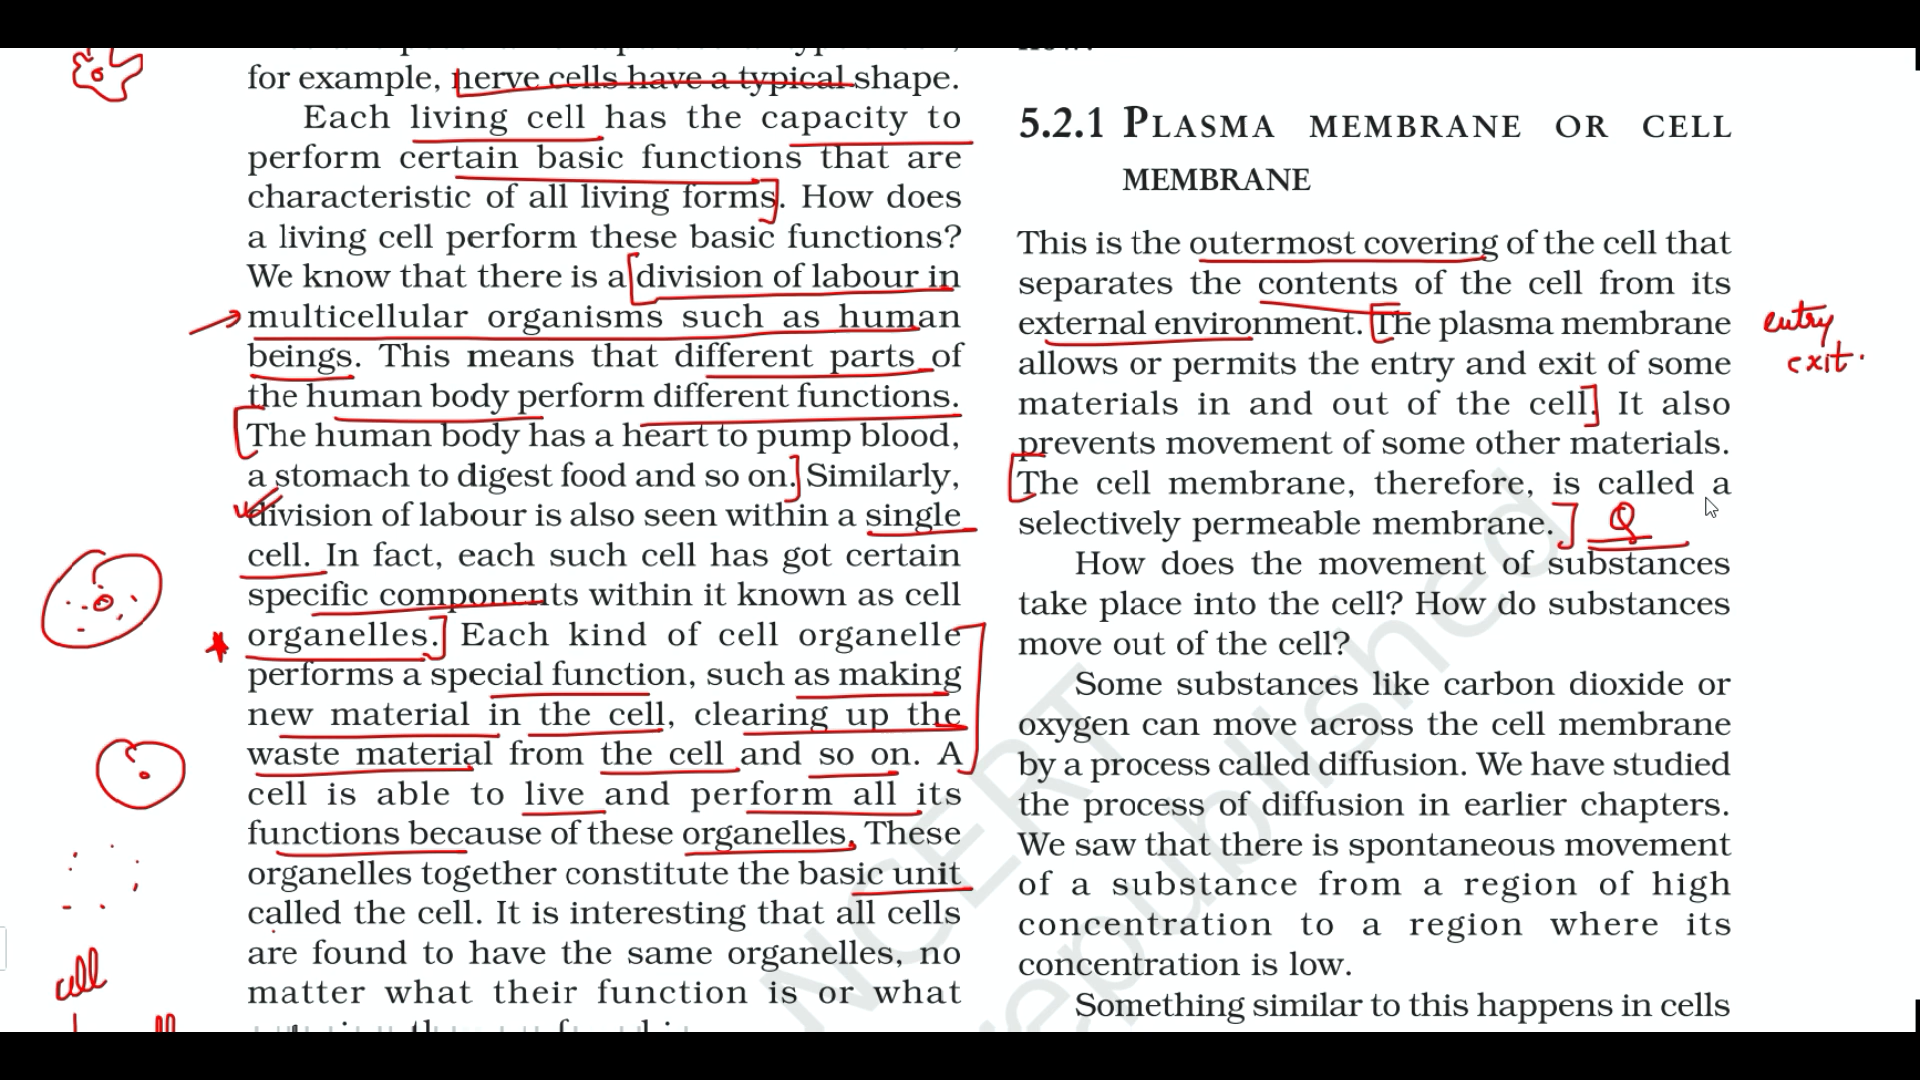 for example, nerve cells have a typical shape.
Each living cell has the capacity to
perform certain basic functions that are
characteristic of all living forms. How does
a living cell perform these basic functions?
We know that there is a division of labour in
multicellular organisms such as human
beings. This means that different parts of
the human body perform different functions.
The human body has a heart to pump blood,
a stomach to digest food and so on. Similarly,
division of labour is also seen within a single
cell. In fact, each such cell has got certain
specific components within it known as cell
organelles. Each kind of cell organelle
performs a special function, such as making
new material in the cell, clearing up the
waste material from the cell and so on. A
cell is able to live and perform all its
functions because of these organelles. These
organelles together constitute the basic unit
called the cell. It is interesting that all cells
are found to have the same organelles, no
matter what their function is or what
cell
5.2.1 PLASMA MEMBRANE OR CELL
MEMBRANE
This is the outermost covering of the cell that
separates the contents of the cell from its
external environment. The plasma membrane
allows or permits the entry and exit of some
materials in and out of the cell. It also
prevents movement of some other materials.
The cell membrane, therefore, is called a
selectively permeable membrane. Q
How does the movement of substances
take place into the cell? How do substances
move out of the cell?
Some substances like carbon dioxide or
oxygen can move across the cell membrane
by a process called diffusion. We have studied
the process of diffusion in earlier chapters.
We saw that there is spontaneous movement
of a substance from a region of high
concentration to a region where its
concentration is low.
Something similar to this happens in cells
entry
exit.
NCERT
republished